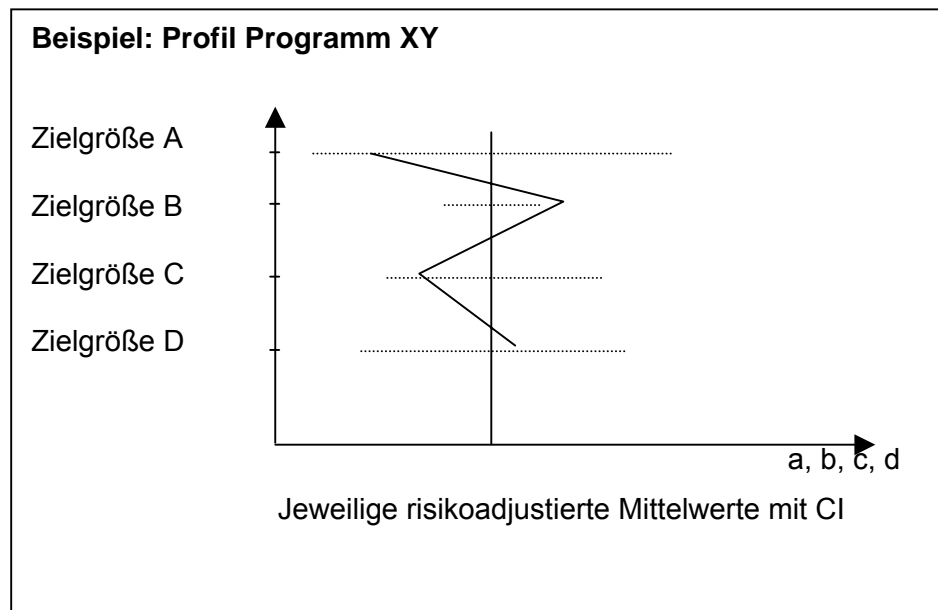 Beispiel: Profil Programm XY
Zielgröße A
Zielgröße B
Zielgröße C
Zielgröße D
a, b, c, d
Jeweilige risikoadjustierte Mittelwerte mit CI